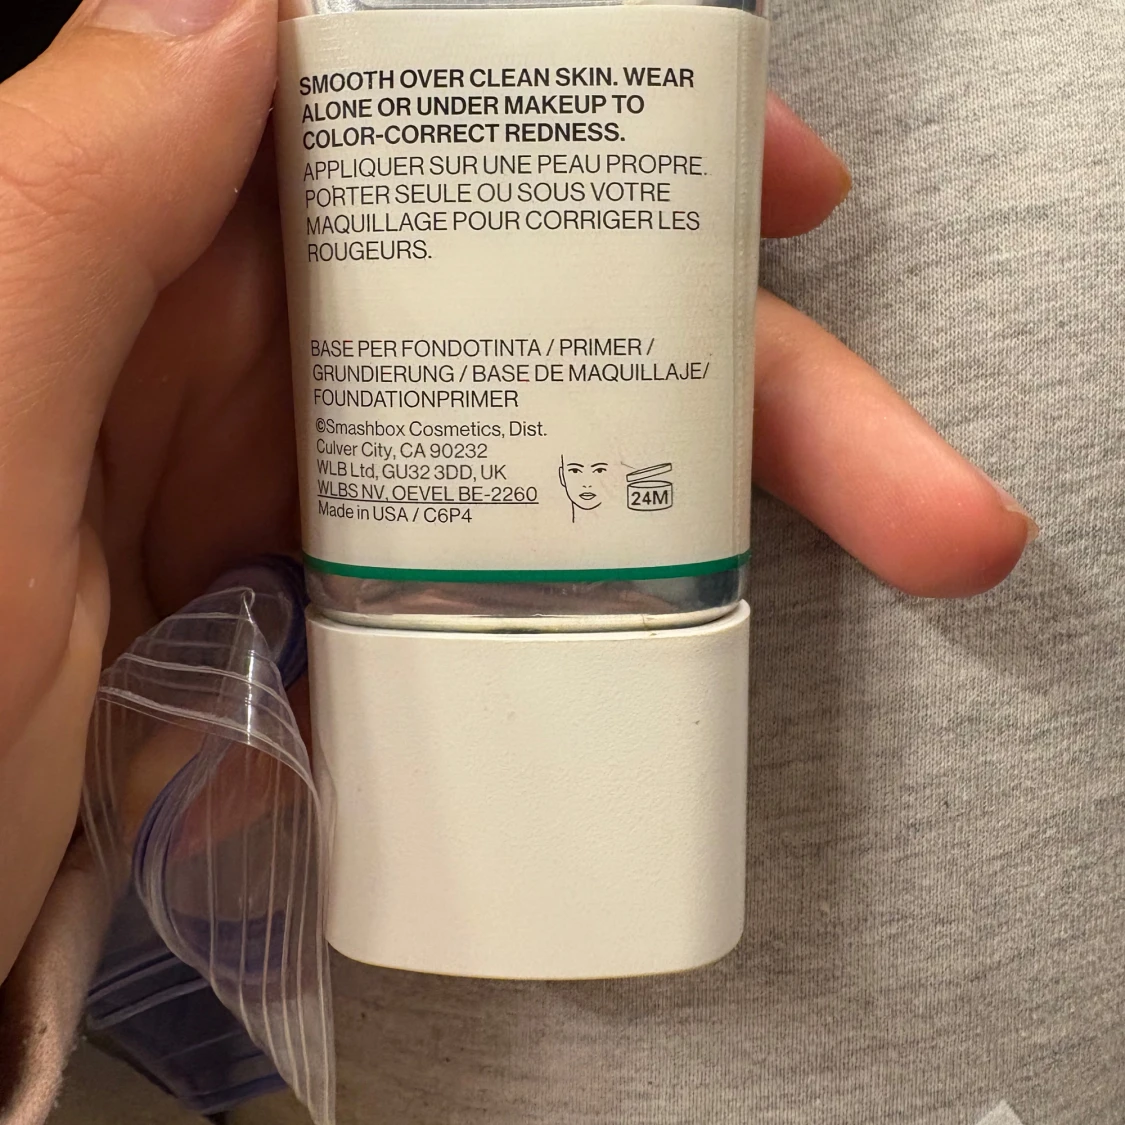 SMOOTH OVER CLEAN SKIN. WEAR
ALONE OR UNDER MAKEUP TO
COLOR-CORRECT REDNESS.
APPLIQUER SUR UNE PEAU PROPRE.
PORTER SEULE OU SOUS VOTRE
MAQUILLAGE POUR CORRIGER LES
ROUGEURS.
BASE PER FONDOTINTA / PRIMER /
GRUNDIERUNG / BASE DE MAQUILLAJE/
FOUNDATIONPRIMER
©Smashbox Cosmetics, Dist.
Culver City, CA 90232
WLB Ltd, GU32 3DD, UK
WLBS NV, OEVEL BE-2260
Made in USA / C6P4
24M